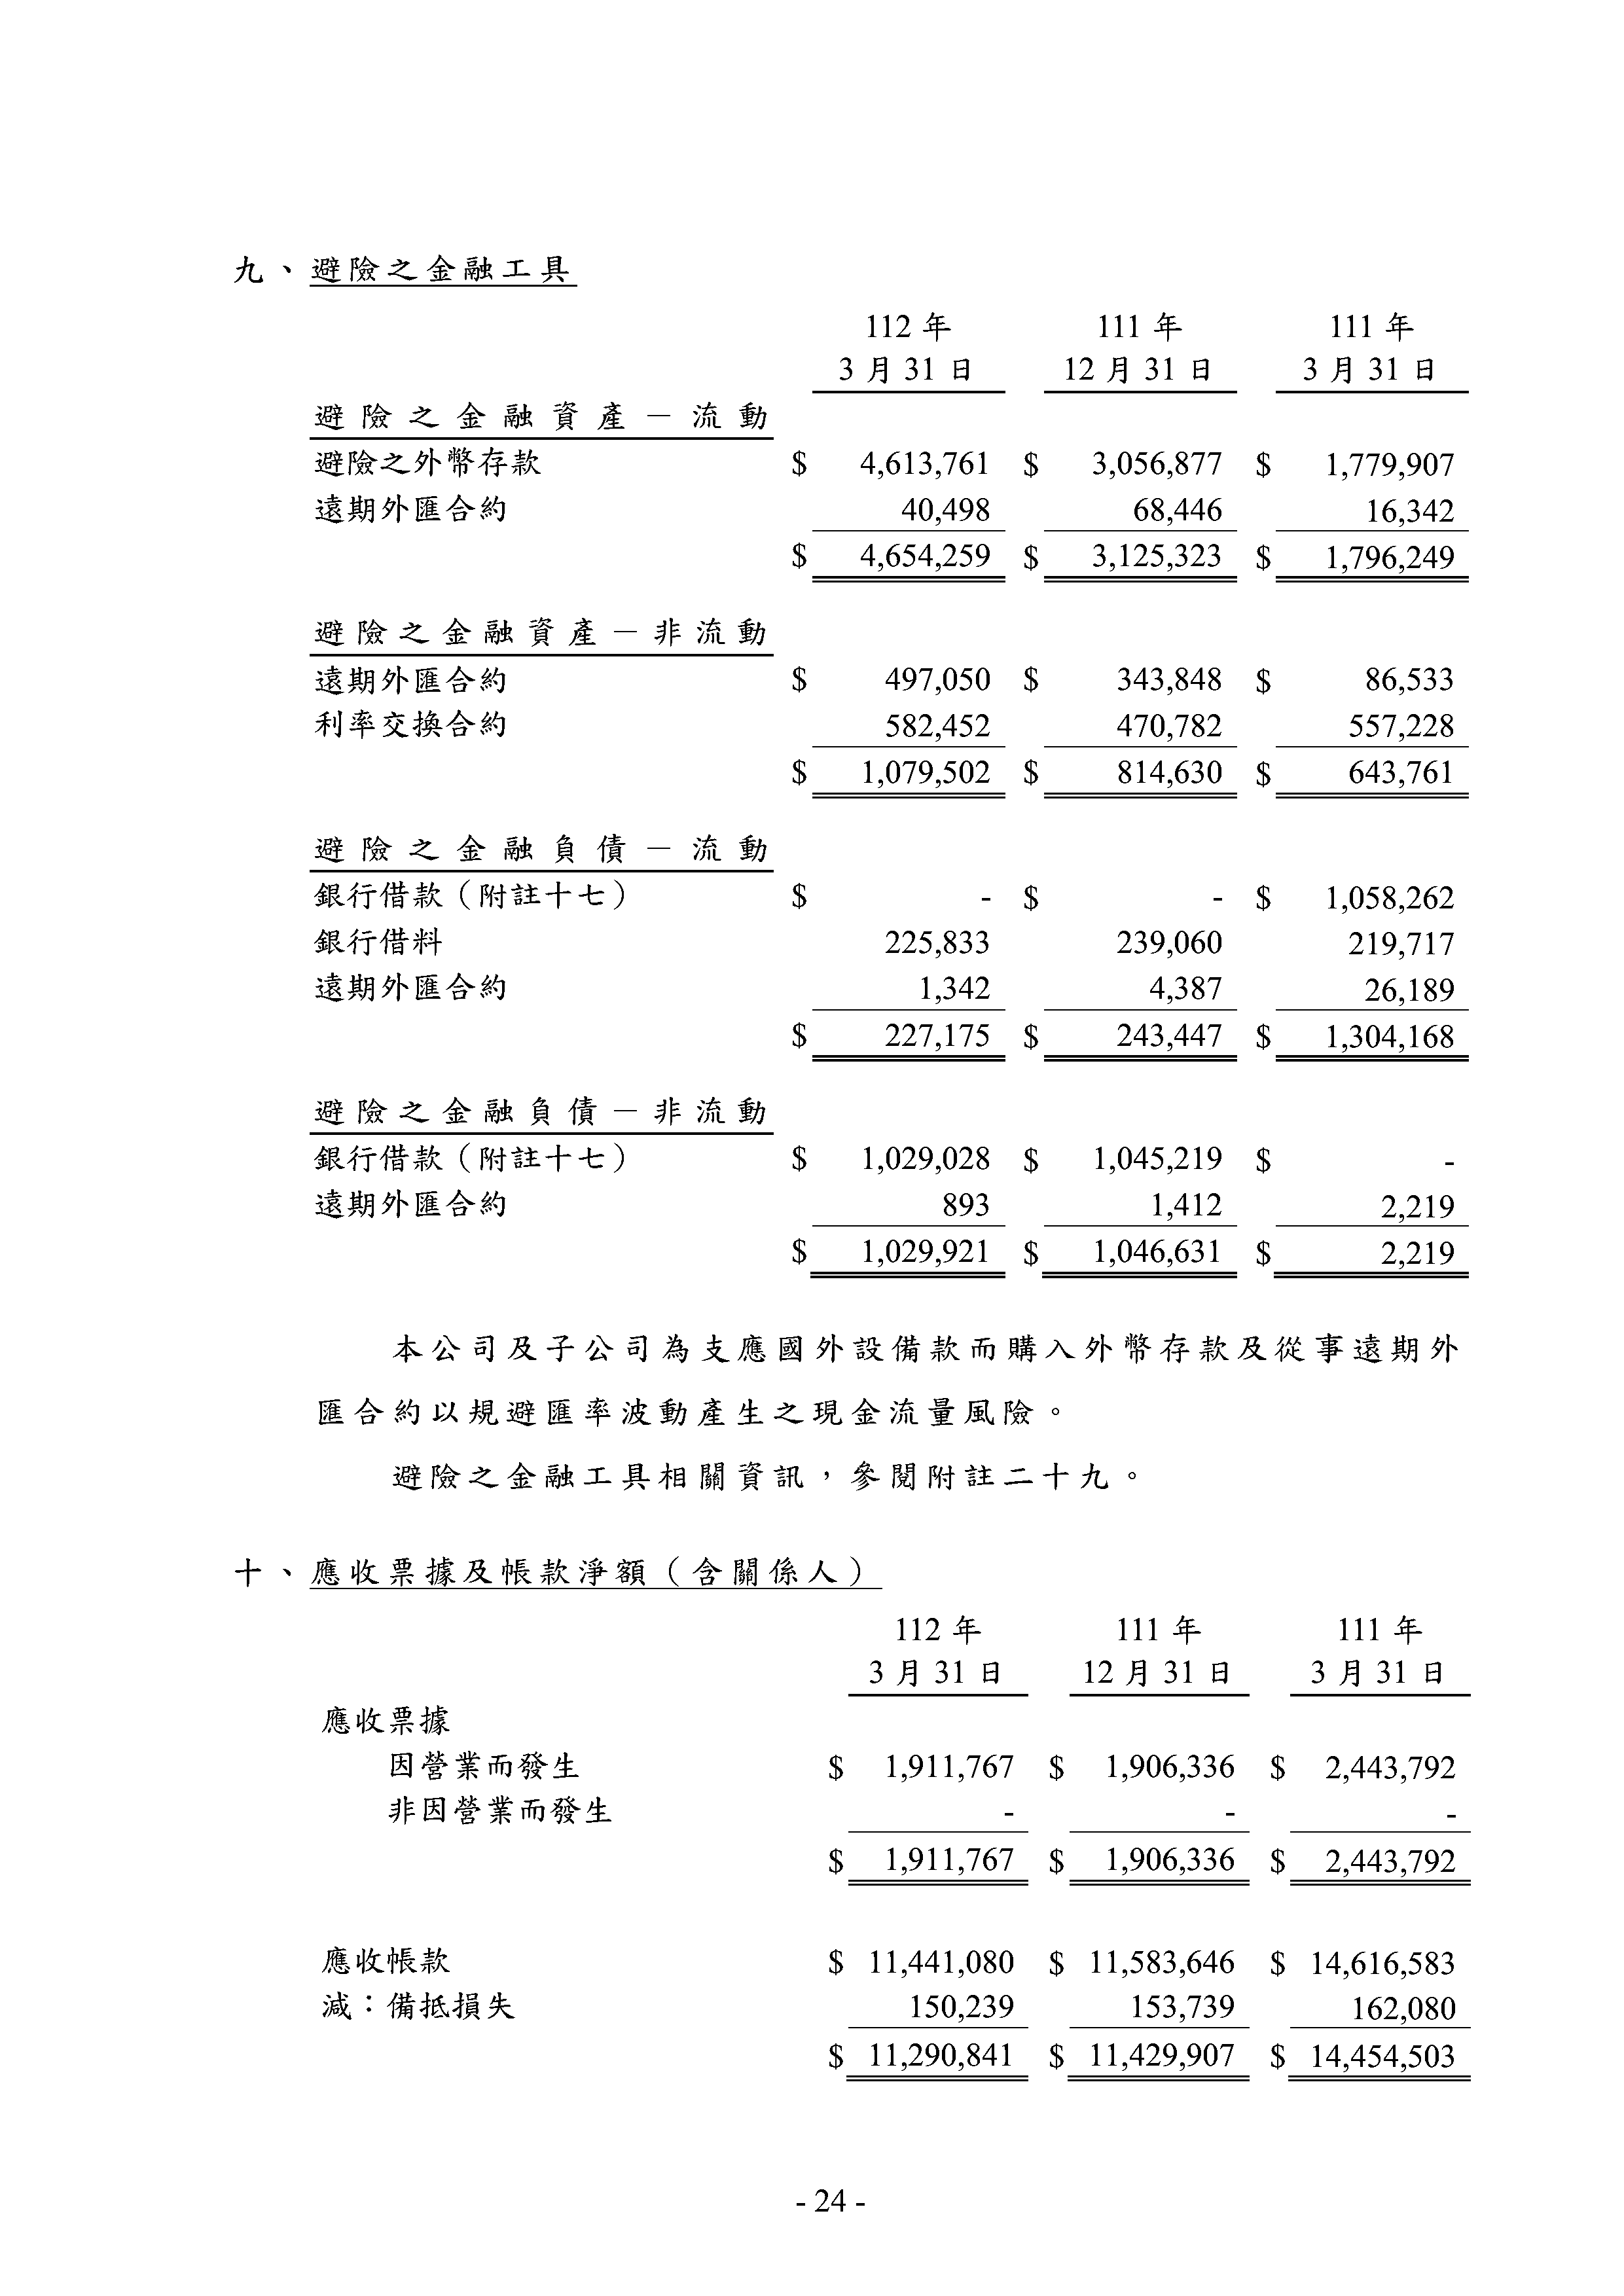 九、避險之金融工具
112 年 111 年 111 年
3 月 31 日 12 月 31 日 3 月 31 日
避險之金融資產－流動
避險之外幣存款 $ 4,613,761 $ 3,056,877 $ 1,779,907
遠期外匯合約 40,498 68,446 16,342
$ 4,654,259 $ 3,125,323 $ 1,796,249
避險之金融資產－非流動
遠期外匯合約 $ 497,050 $ 343,848 $ 86,533
利率交換合約 582,452 470,782 557,228
$ 1,079,502 $ 814,630 $ 643,761
避險之金融負債－流動
銀行借款（附註十七） $ - $ - $ 1,058,262
銀行借料 225,833 239,060 219,717
遠期外匯合約 1,342 4,387 26,189
$ 227,175 $ 243,447 $ 1,304,168
避險之金融負債－非流動
銀行借款（附註十七） $ 1,029,028 $ 1,045,219 $ -
遠期外匯合約 893 1,412 2,219
$ 1,029,921 $ 1,046,631 $ 2,219
本公司及子公司為支應國外設備款而購入外幣存款及從事遠期外
匯合約以規避匯率波動產生之現金流量風險。
避險之金融工具相關資訊，參閱附註二十九。
十、應收票據及帳款淨額（含關係人）
112 年 111 年 111 年
3 月 31 日 12 月 31 日 3 月 31 日
應收票據
因營業而發生 $ 1,911,767 $ 1,906,336 $ 2,443,792
非因營業而發生 - - -
$ 1,911,767 $ 1,906,336 $ 2,443,792
應收帳款 $ 11,441,080 $ 11,583,646 $ 14,616,583
減：備抵損失 150,239 153,739 162,080
$ 11,290,841 $ 11,429,907 $ 14,454,503
- 24 -